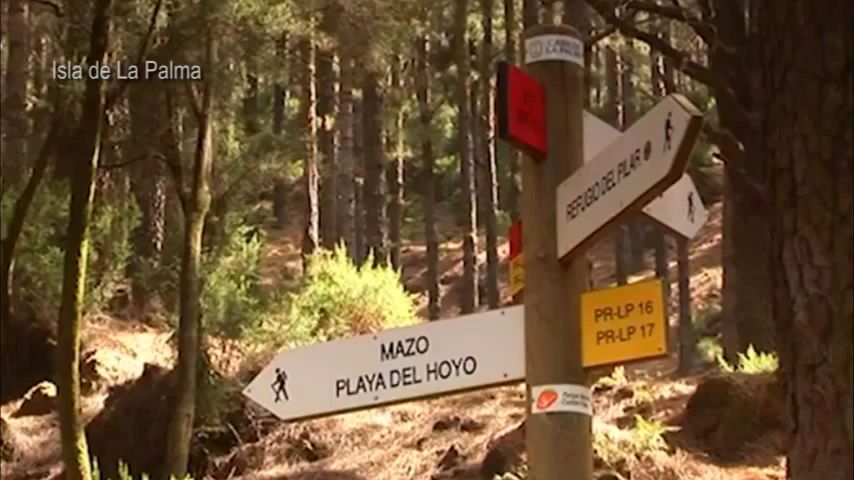 Isla de La Palma
REFUGIO DEL PILAR
PR-LP 16
PR-LP 17
MAZO
PLAYA DEL HOYO